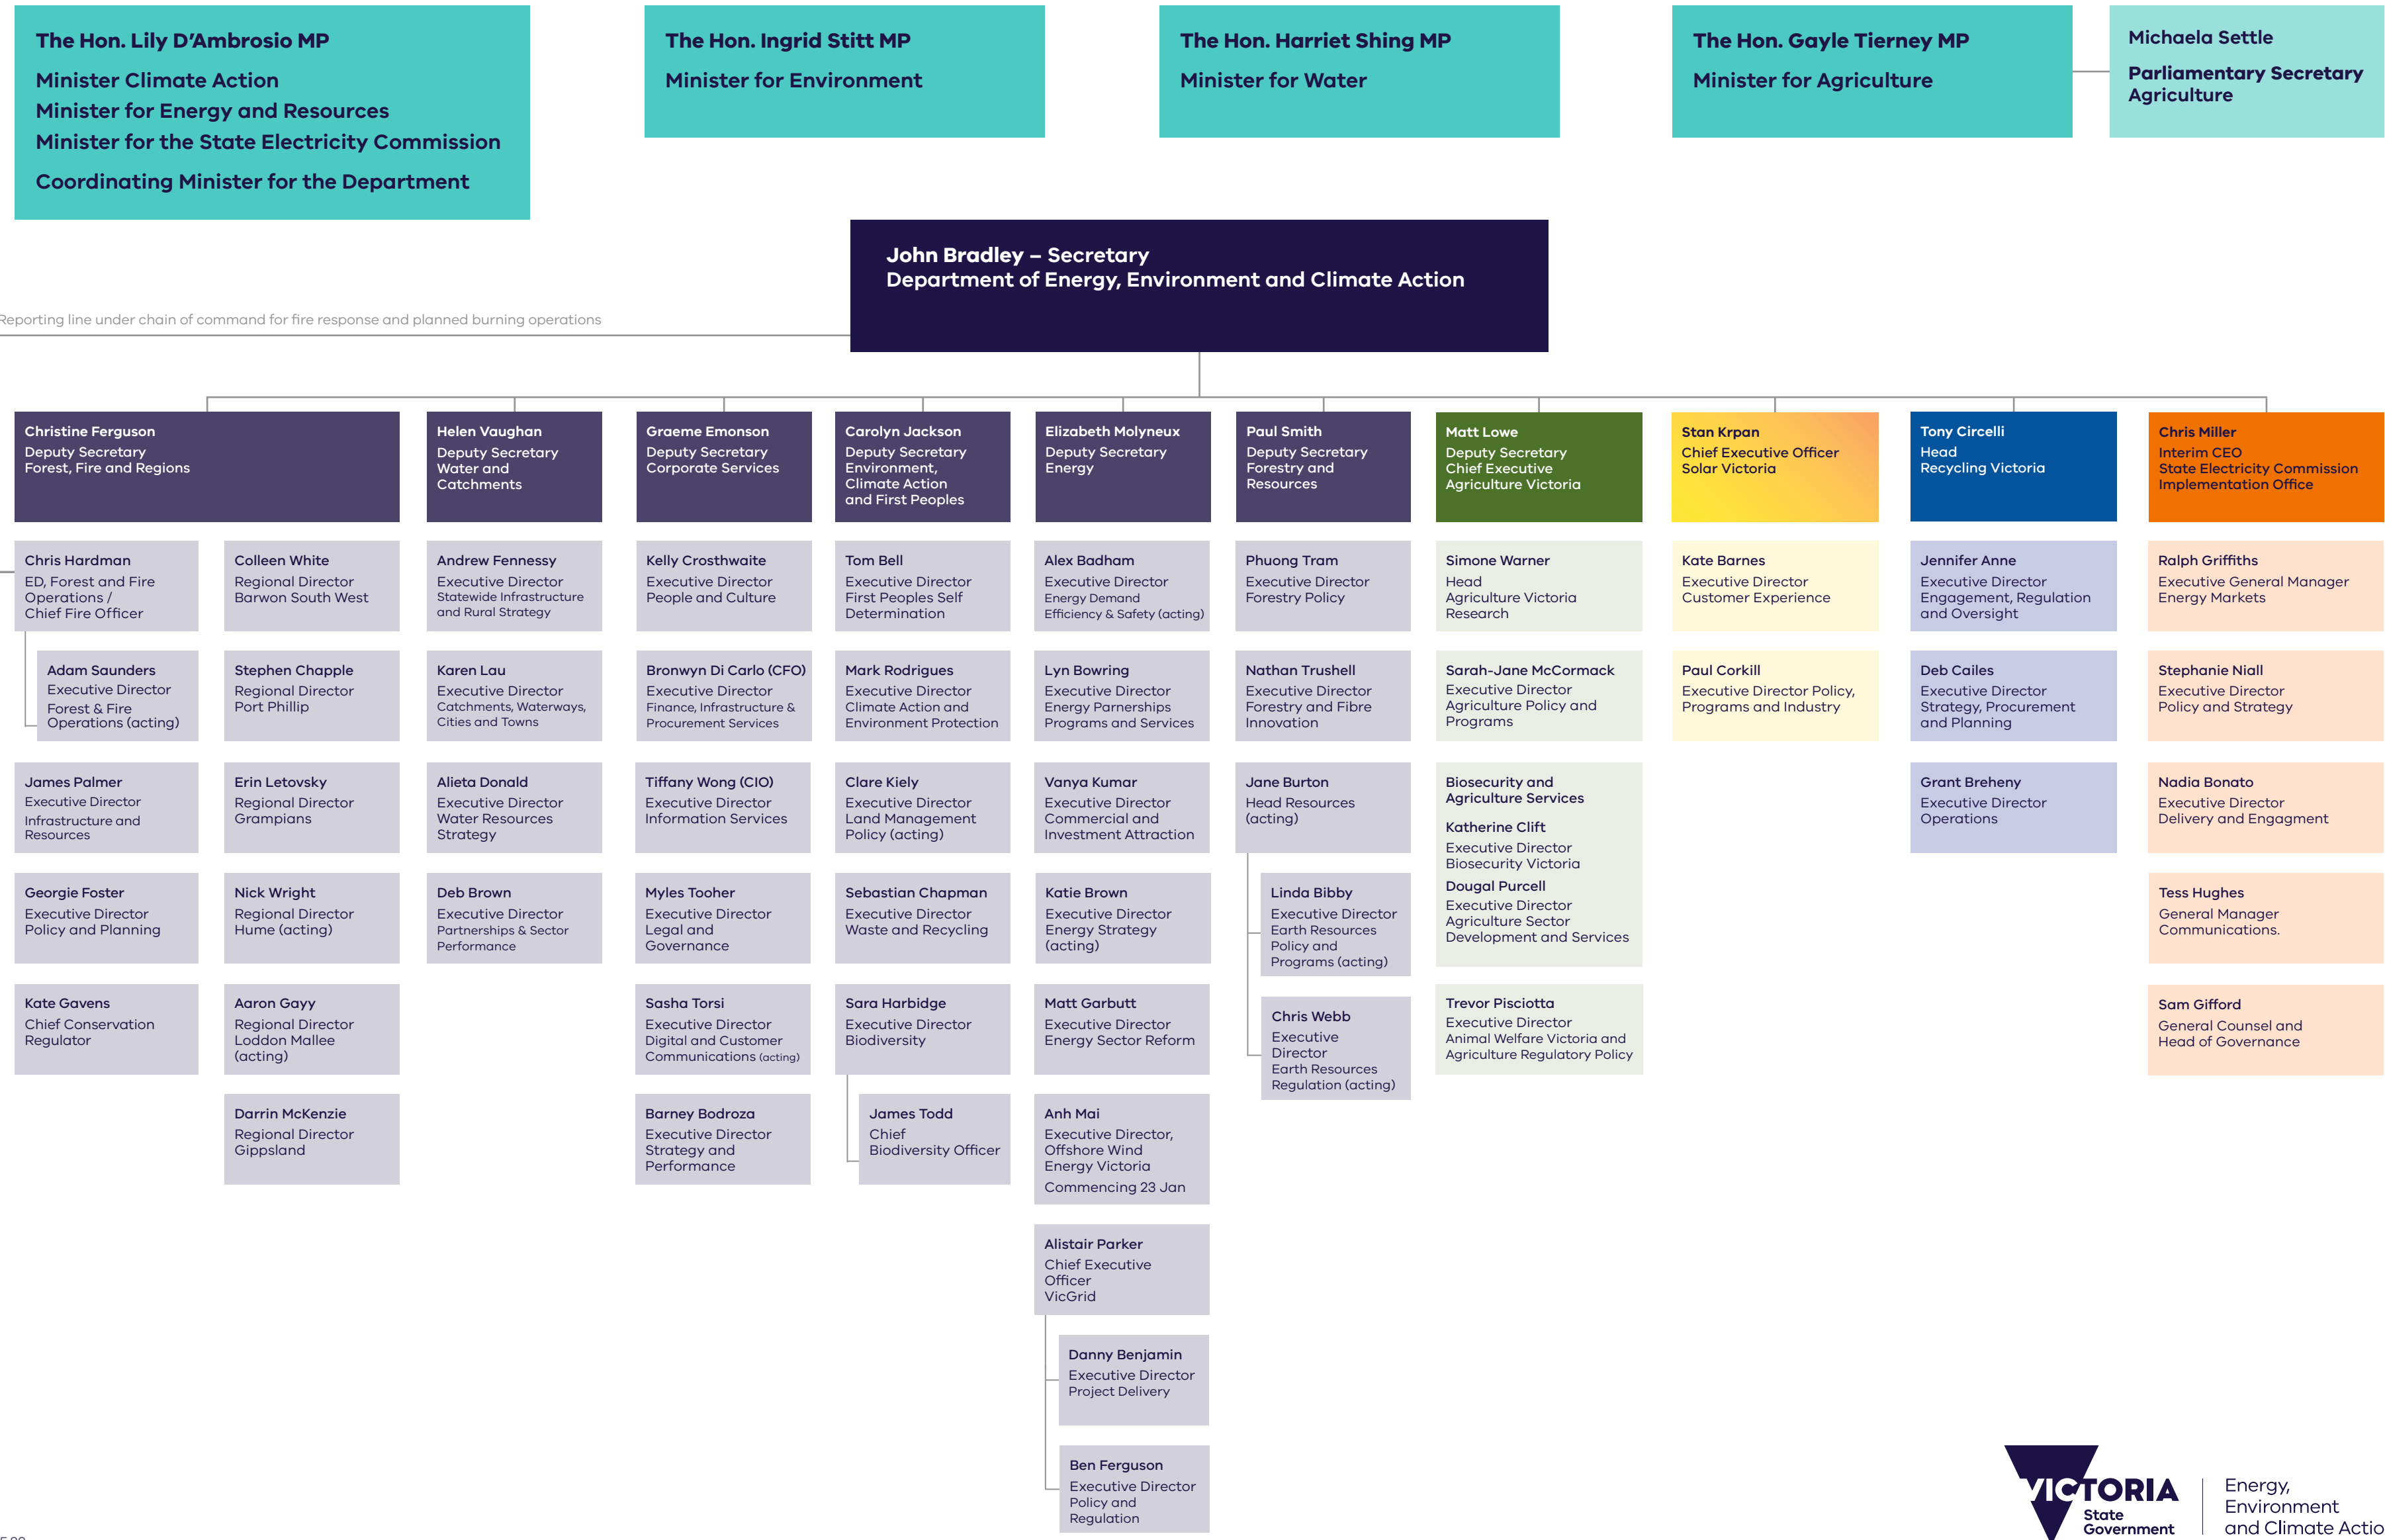 The Hon. Lily D'Ambrosio MP
Minister Climate Action
Minister for Energy and Resources
Minister for the State Electricity Commission
Coordinating Minister for the Department
The Hon. Ingrid Stitt MP
Minister for Environment
The Hon. Harriet Shing MP
Minister for Water
The Hon. Gayle Tierney MP
Minister for Agriculture
Michaela Settle
Parliamentary Secretary
Agriculture
John Bradley – Secretary
Department of Energy, Environment and Climate Action
Reporting line under chain of command for fire response and planned burning operations
Christine Ferguson
Deputy Secretary
Forest, Fire and Regions
Chris Hardman
ED, Forest and Fire
Operations /
Chief Fire Officer
Adam Saunders
Executive Director
Forest & Fire
Operations (acting)
James Palmer
Executive Director
Infrastructure and
Resources
Georgie Foster
Executive Director
Policy and Planning
Kate Gavens
Chief Conservation
Regulator
Colleen White
Regional Director
Barwon South West
Stephen Chapple
Regional Director
Port Phillip
Erin Letovsky
Regional Director
Grampians
Nick Wright
Regional Director
Hume (acting)
Aaron Gayy
Regional Director
Loddon Mallee
(acting)
Darrin McKenzie
Regional Director
Gippsland
Helen Vaughan
Deputy Secretary
Water and
Catchments
Andrew Fennessy
Executive Director
Statewide Infrastructure
and Rural Strategy
Karen Lau
Executive Director
Catchments, Waterways,
Cities and Towns
Alieta Donald
Executive Director
Water Resources
Strategy
Deb Brown
Executive Director
Partnerships & Sector
Performance
Graeme Emonson
Deputy Secretary
Corporate Services
Kelly Crosthwaite
Executive Director
People and Culture
Bronwyn Di Carlo (CFO)
Executive Director
Finance, Infrastructure &
Procurement Services
Tiffany Wong (CIO)
Executive Director
Information Services
Myles Tooher
Executive Director
Legal and
Governance
Sasha Torsi
Executive Director
Digital and Customer
Communications (acting)
Barney Bodroza
Executive Director
Strategy and
Performance
Carolyn Jackson
Deputy Secretary
Environment,
Climate Action
and First Peoples
Tom Bell
Executive Director
First Peoples Self
Determination
Mark Rodrigues
Executive Director
Climate Action and
Environment Protection
Clare Kiely
Executive Director
Land Management
Policy (acting)
Sebastian Chapman
Executive Director
Waste and Recycling
Sara Harbidge
Executive Director
Biodiversity
James Todd
Chief
Biodiversity Officer
Elizabeth Molyneux
Deputy Secretary
Energy
Alex Badham
Executive Director
Energy Demand
Efficiency & Safety (acting)
Lyn Bowring
Executive Director
Energy Parnerships
Programs and Services
Vanya Kumar
Executive Director
Commercial and
Investment Attraction
Katie Brown
Executive Director
Energy Strategy
(acting)
Matt Garbutt
Executive Director
Energy Sector Reform
Anh Mai
Executive Director,
Offshore Wind
Energy Victoria
Commencing 23 Jan
Alistair Parker
Chief Executive
Officer
VicGrid
Danny Benjamin
Executive Director
Project Delivery
Ben Ferguson
Executive Director
Policy and
Regulation
Paul Smith
Deputy Secretary
Forestry and
Resources
Phuong Tram
Executive Director
Forestry Policy
Nathan Trushell
Executive Director
Forestry and Fibre
Innovation
Jane Burton
Head Resources
(acting)
Linda Bibby
Executive Director
Earth Resources
Policy and
Programs (acting)
Chris Webb
Executive
Director
Earth Resources
Regulation (acting)
Matt Lowe
Deputy Secretary
Chief Executive
Agriculture Victoria
Simone Warner
Head
Agriculture Victoria
Research
Sarah-Jane McCormack
Executive Director
Agriculture Policy and
Programs
Biosecurity and
Agriculture Services
Katherine Clift
Executive Director
Biosecurity Victoria
Dougal Purcell
Executive Director
Agriculture Sector
Development and Services
Trevor Pisciotta
Executive Director
Animal Welfare Victoria and
Agriculture Regulatory Policy
Stan Krpan
Chief Executive Officer
Solar Victoria
Kate Barnes
Executive Director
Customer Experience
Paul Corkill
Executive Director Policy,
Programs and Industry
Tony Circelli
Head
Recycling Victoria
Jennifer Anne
Executive Director
Engagement, Regulation
and Oversight
Deb Cailes
Executive Director
Strategy, Procurement
and Planning
Grant Breheny
Executive Director
Operations
Chris Miller
Interim CEO
State Electricity Commission
Implementation Office
Ralph Griffiths
Executive General Manager
Energy Markets
Stephanie Niall
Executive Director
Policy and Strategy
Nadia Bonato
Executive Director
Delivery and Engagment
Tess Hughes
General Manager
Communications.
Sam Gifford
General Counsel and
Head of Governance
VICTORIA
State
Government
Energy,
Environment
and Climate Actio